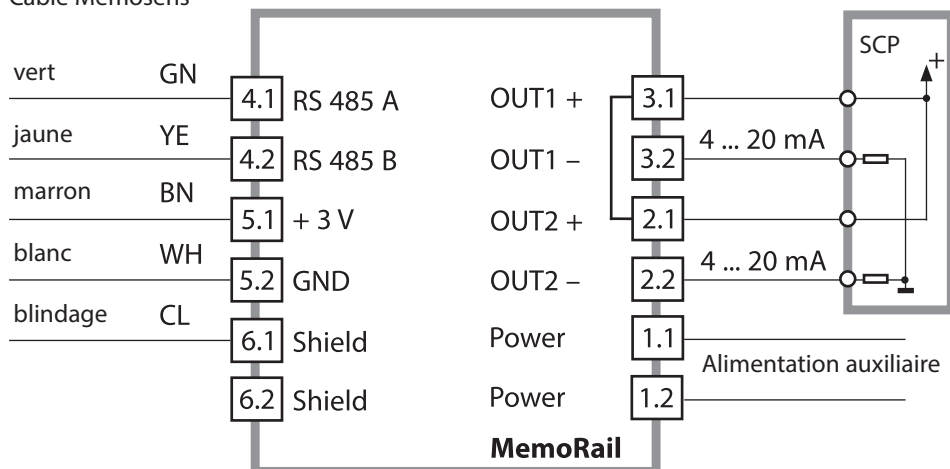 Câble Memosens
SCP
+
vert GN 4.1 RS 485 A OUT1 + 3.1
4 ... 20 mA
jaune YE 4.2 RS 485 B OUT1 – 3.2
marron BN 5.1 + 3 V OUT2 + 2.1
4 ... 20 mA
blanc WH 5.2 GND OUT2 – 2.2
blindage CL 6.1 Shield Power 1.1
Alimentation auxiliaire
6.2 Shield Power 1.2
MemoRail